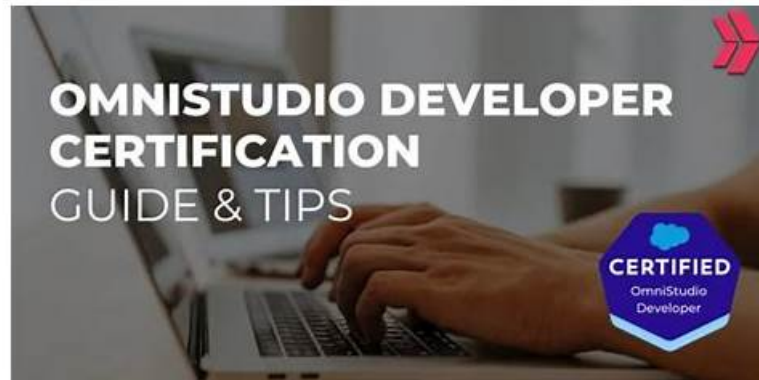 OMNISTUDIO DEVELOPER
CERTIFICATION
GUIDE & TIPS
CERTIFIED
OmniStudio
Developer